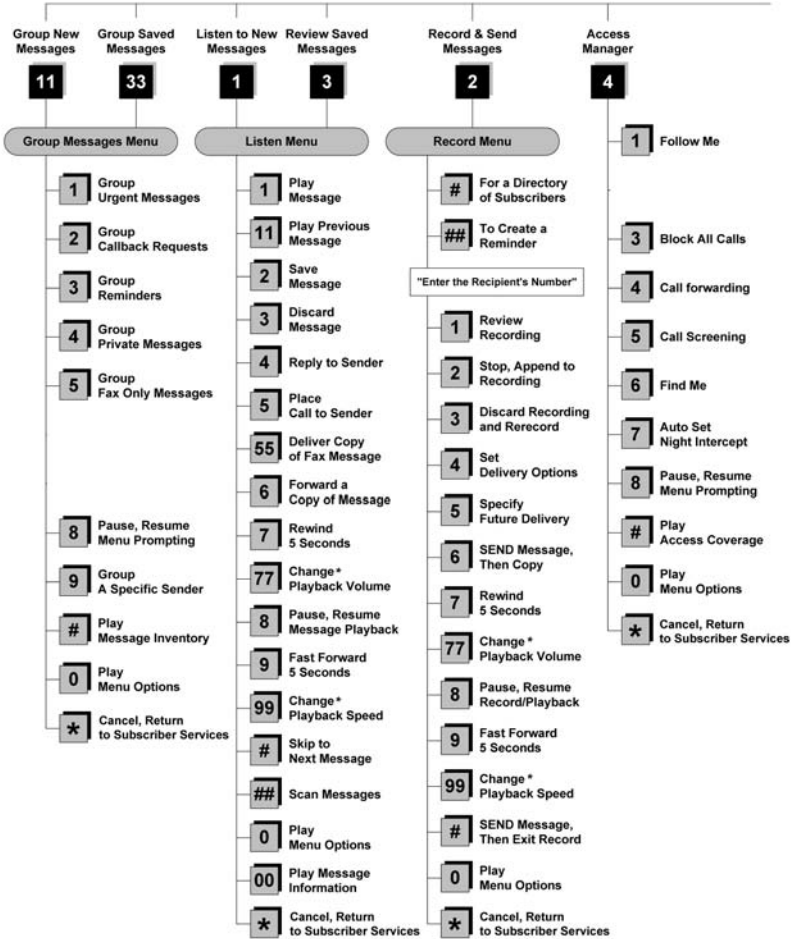 Group New
Messages
11
Group Saved
Messages
33
Group Messages Menu
1 Group
Urgent Messages
2 Group
Callback Requests
3 Group
Reminders
4 Group
Private Messages
5 Group
Fax Only Messages
8 Pause, Resume
Menu Prompting
9 Group
A Specific Sender
# Play
Message Inventory
0 Play
Menu Options
* Cancel, Return
to Subscriber Services
Listen to New
Messages
1
Review Saved
Messages
3
Listen Menu
1 Play
Message
11 Play Previous
Message
2 Save
Message
3 Discard
Message
4 Reply to Sender
5 Place
Call to Sender
55 Deliver Copy
of Fax Message
6 Forward a
Copy of Message
7 Rewind
5 Seconds
77 Change*
Playback Volume
8 Pause, Resume
Message Playback
9 Fast Forward
5 Seconds
99 Change*
Playback Speed
# Skip to
Next Message
## Scan Messages
0 Play
Menu Options
00 Play Message
Information
* Cancel, Return
to Subscriber Services
Record & Send
Messages
2
Record Menu
# For a Directory
of Subscribers
## To Create a
Reminder
"Enter the Recipient's Number"
1 Review
Recording
2 Stop, Append to
Recording
3 Discard Recording
and Rerecord
4 Set
Delivery Options
5 Specify
Future Delivery
6 SEND Message,
Then Copy
7 Rewind
5 Seconds
77 Change*
Playback Volume
8 Pause, Resume
Record/Playback
9 Fast Forward
5 Seconds
99 Change*
Playback Speed
# SEND Message,
Then Exit Record
0 Play
Menu Options
* Cancel, Return
to Subscriber Services
Access
Manager
4
1 Follow Me
3 Block All Calls
4 Call forwarding
5 Call Screening
6 Find Me
7 Auto Set
Night Intercept
8 Pause, Resume
Menu Prompting
# Play
Access Coverage
0 Play
Menu Options
* Cancel, Return
to Subscriber Services